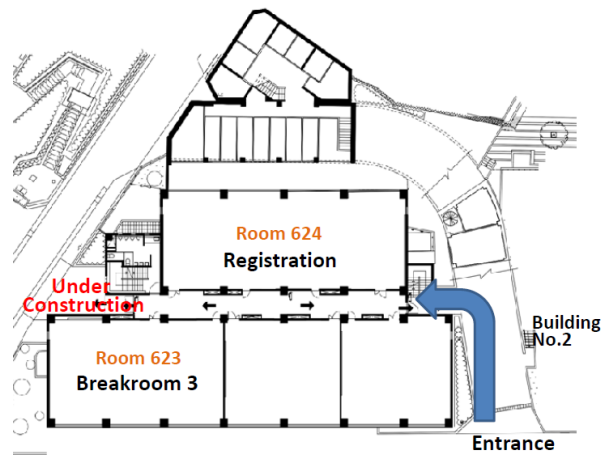 Room 624
Registration
Under
Construction
Room 623
Breakroom 3
Building
No.2
Entrance